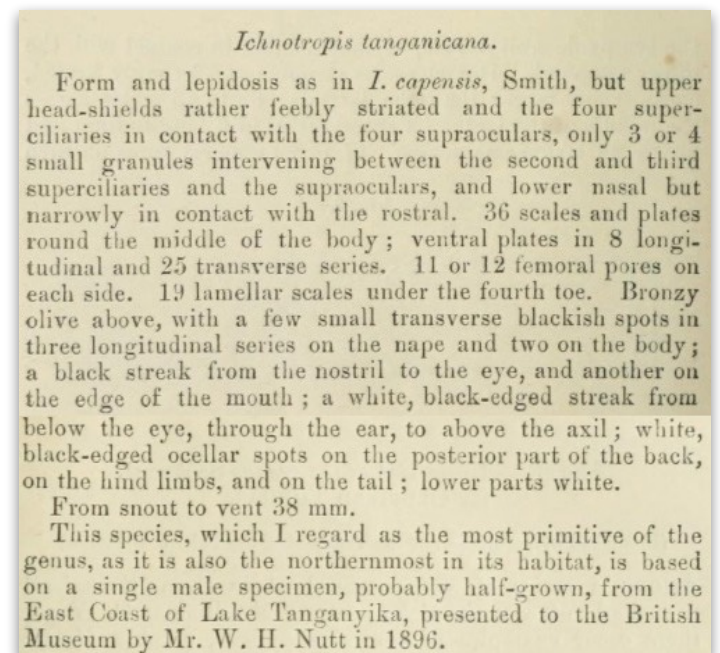 Ichnotropis tanganicana.
Form and lepidosis as in I. capensis, Smith, but upper
head-shields rather feebly striated and the four super-
ciliaries in contact with the four supraoculars, only 3 or 4
small granules intervening between the second and third
superciliaries and the supraoculars, and lower nasal but
narrowly in contact with the rostral. 36 scales and plates
round the middle of the body; ventral plates in 8 longi-
tudinal and 25 transverse series. 11 or 12 femoral pores on
each side. 19 lamellar scales under the fourth toe. Bronzy
olive above, with a few small transverse blackish spots in
three longitudinal series on the nape and two on the body;
a black streak from the nostril to the eye, and another on
the edge of the mouth; a white, black-edged streak from
below the eye, through the ear, to above the axil; white,
black-edged ocellar spots on the posterior part of the back,
on the hind limbs, and on the tail; lower parts white.
From snout to vent 38 mm.
This species, which I regard as the most primitive of the
genus, as it is also the northernmost in its habitat, is based
on a single male specimen, probably half-grown, from the
East Coast of Lake Tanganyika, presented to the British
Museum by Mr. W. H. Nutt in 1896.